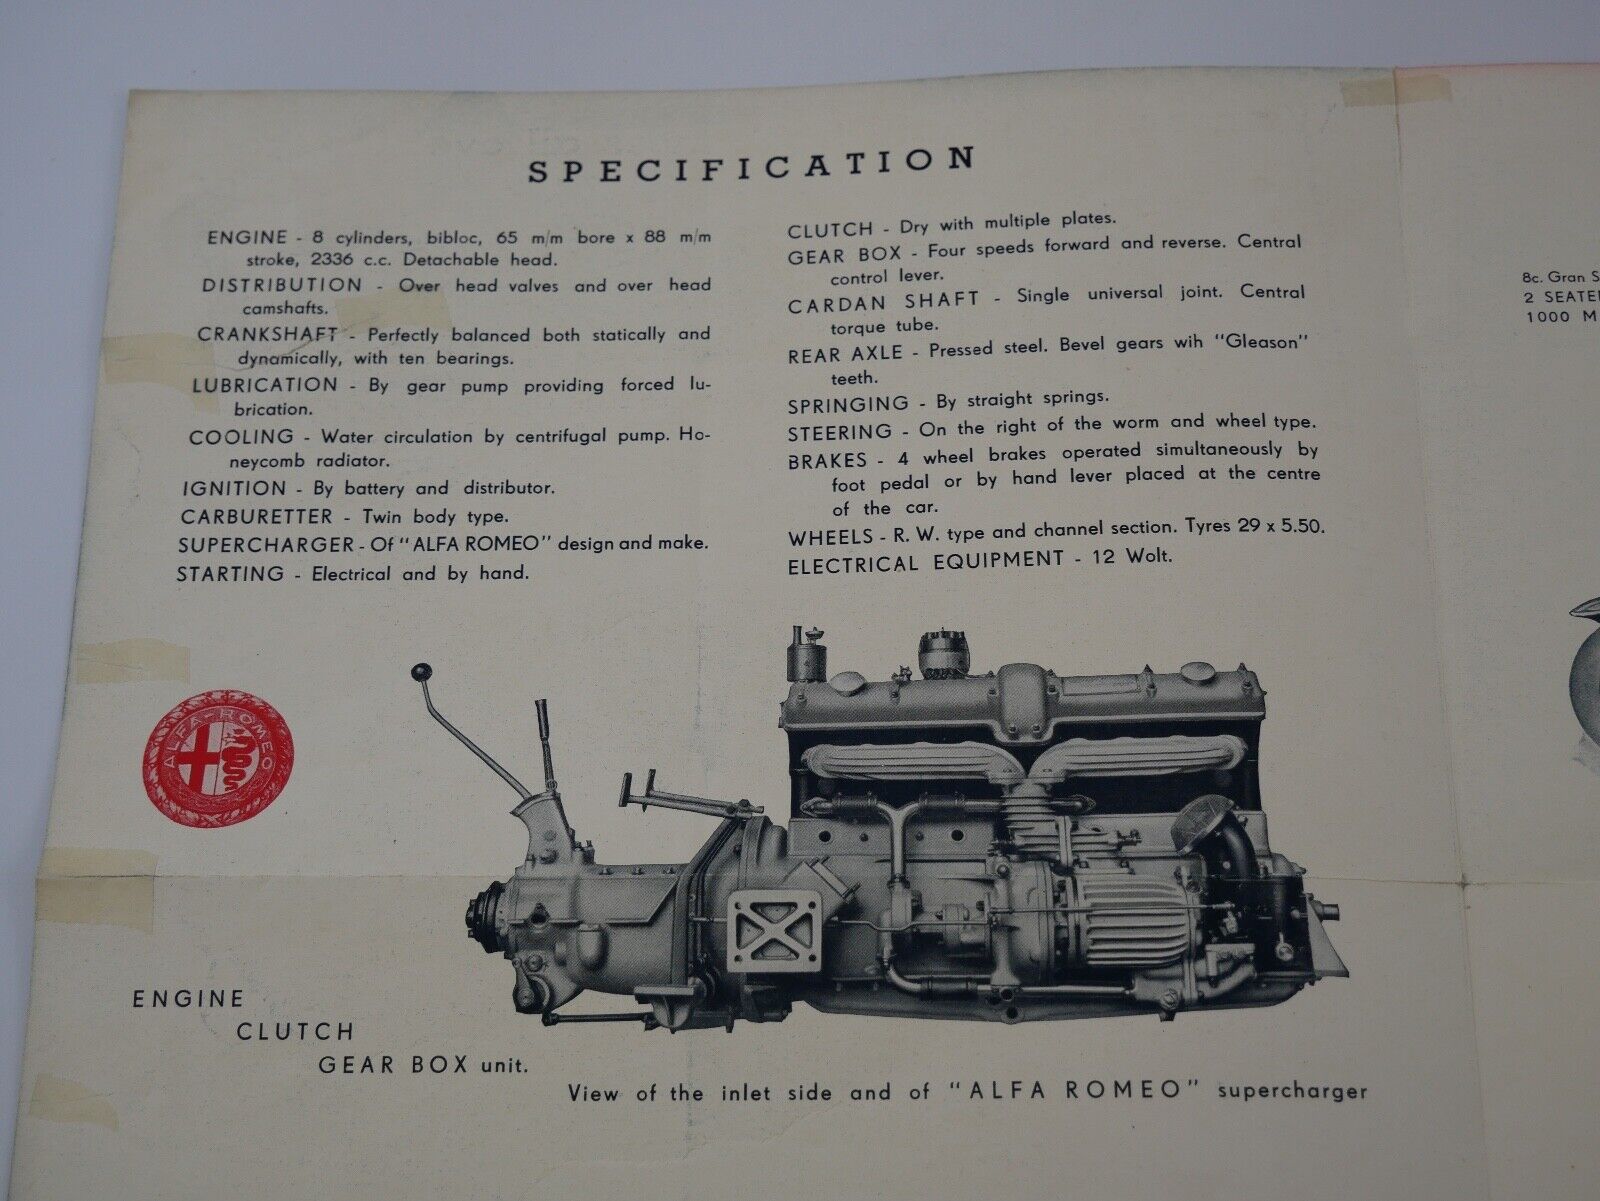 SPECIFICATION
ENGINE - 8 cylinders, bibloc, 65 m/m bore x 88 m/m
stroke, 2336 c.c. Detachable head.
DISTRIBUTION - Over head valves and over head
camshafts.
CRANKSHAFT - Perfectly balanced both statically and
dynamically, with ten bearings.
LUBRICATION - By gear pump providing forced lu-
brication.
COOLING - Water circulation by centrifugal pump. Ho-
neycomb radiator.
IGNITION - By battery and distributor.
CARBURETTER - Twin body type.
SUPERCHARGER - Of "ALFA ROMEO" design and make.
STARTING - Electrical and by hand.
CLUTCH - Dry with multiple plates.
GEAR BOX - Four speeds forward and reverse. Central
control lever.
CARDAN SHAFT - Single universal joint. Central
torque tube.
REAR AXLE - Pressed steel. Bevel gears wih "Gleason"
teeth.
SPRINGING - By straight springs.
STEERING - On the right of the worm and wheel type.
BRAKES - 4 wheel brakes operated simultaneously by
foot pedal or by hand lever placed at the centre
of the car.
WHEELS - R. W. type and channel section. Tyres 29 x 5.50.
ELECTRICAL EQUIPMENT - 12 Wolt.
8c. Gran S
2 SEATE
1000 M
ALFA-ROMEO
ENGINE
CLUTCH
GEAR BOX unit.
View of the inlet side and of "ALFA ROMEO" supercharger